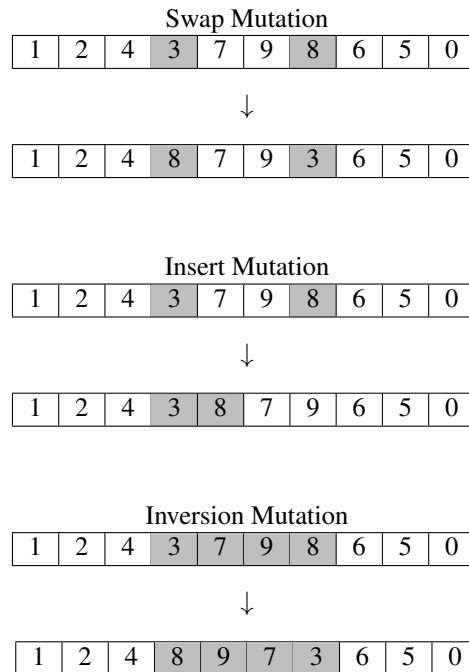 Swap Mutation
1 2 4 3 7 9 8 6 5 0
↓
1 2 4 8 7 9 3 6 5 0
Insert Mutation
1 2 4 3 7 9 8 6 5 0
↓
1 2 4 3 8 7 9 6 5 0
Inversion Mutation
1 2 4 3 7 9 8 6 5 0
↓
1 2 4 8 9 7 3 6 5 0